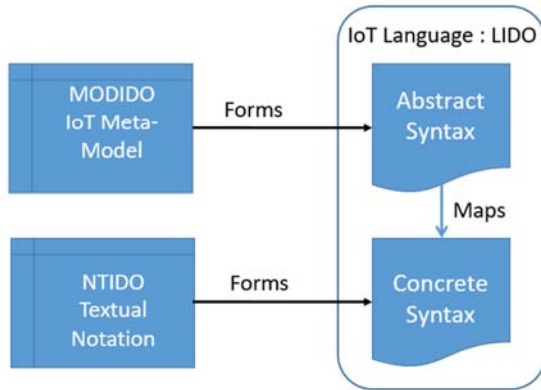 IoT Language : LIDO
MODIDO
IoT Meta-
Model
Forms
Abstract
Syntax
Maps
NTIDO
Textual
Notation
Forms
Concrete
Syntax